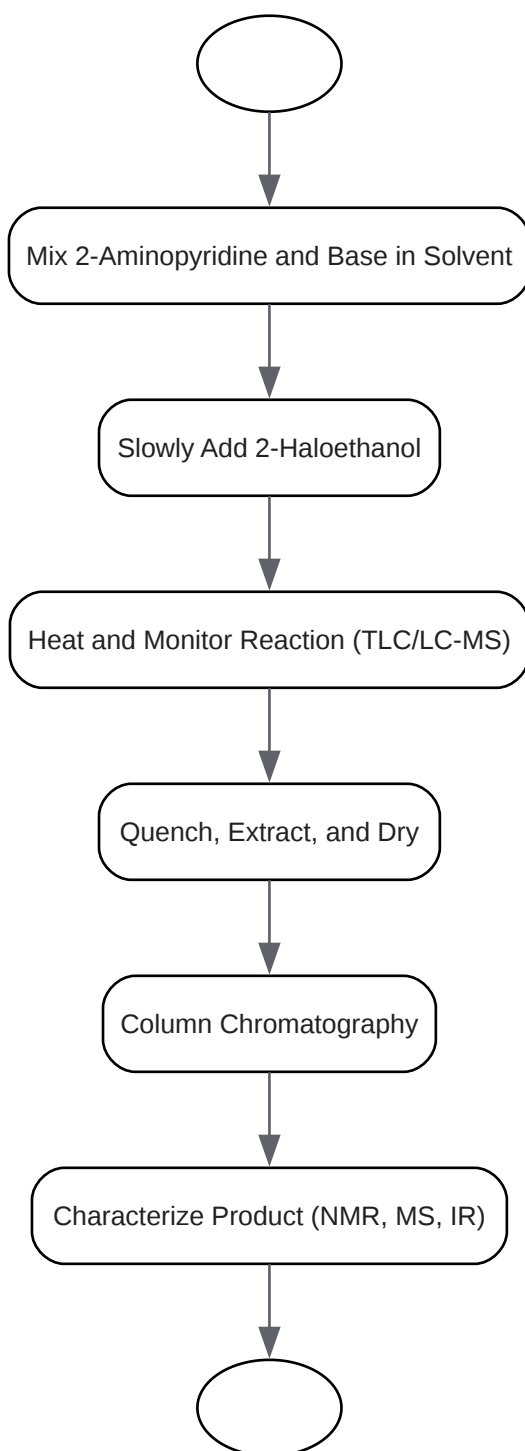 Mix 2-Aminopyridine and Base in Solvent
Slowly Add 2-Haloethanol
Heat and Monitor Reaction (TLC/LC-MS)
Quench, Extract, and Dry
Column Chromatography
Characterize Product (NMR, MS, IR)